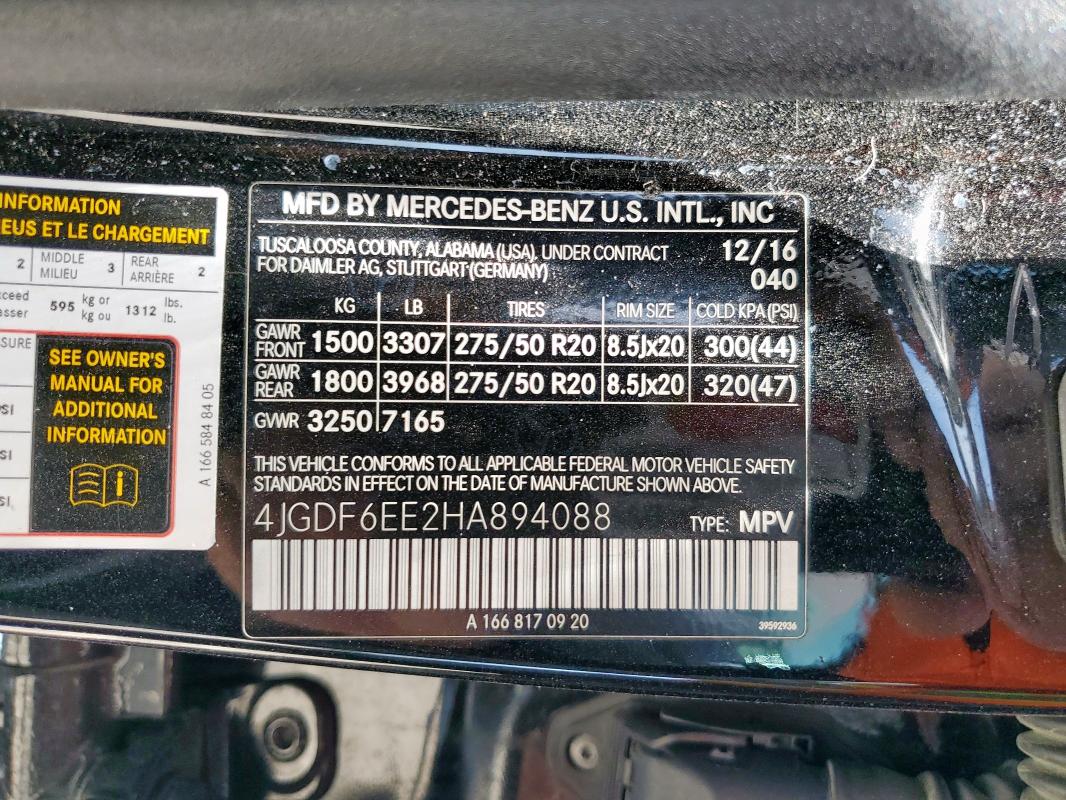 INFORMATION
EUS ET LE CHARGEMENT
2 MIDDLE MILIEU 3 REAR ARRIÈRE 2
595 kg or kg ou 1312 lbs. lb.
SEE OWNER'S
MANUAL FOR
ADDITIONAL
INFORMATION
A 166 584 84 05
MFD BY MERCEDES-BENZ U.S. INTL., INC
TUSCALOOSA COUNTY, ALABAMA (USA), UNDER CONTRACT 12/16
FOR DAIMLER AG, STUTTGART (GERMANY) 040
KG LB TIRES RIM SIZE COLD KPA (PSI)
GAWR FRONT 1500 3307 275/50 R20 8.5Jx20 300(44)
GAWR REAR 1800 3968 275/50 R20 8.5Jx20 320(47)
GVWR 3250 7165
THIS VEHICLE CONFORMS TO ALL APPLICABLE FEDERAL MOTOR VEHICLE SAFETY
STANDARDS IN EFFECT ON THE DATE OF MANUFACTURE SHOWN ABOVE.
4JGDF6EE2HA894088 TYPE: MPV
A 166 817 09 20 39592936